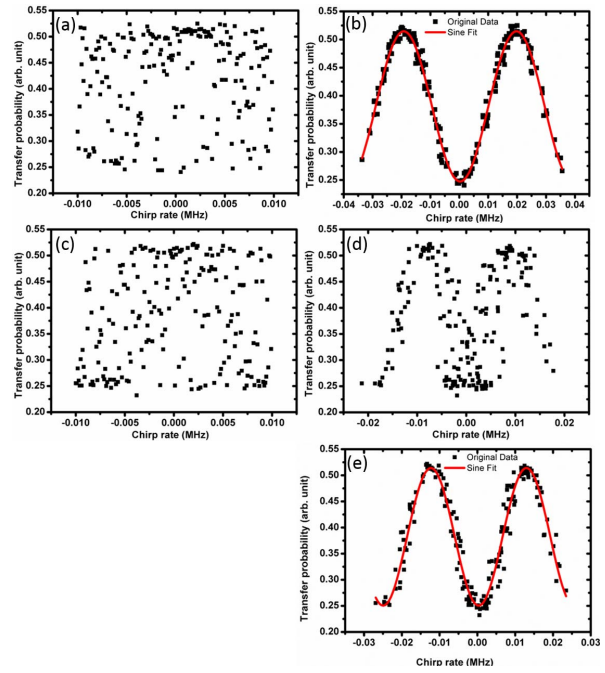 (a)
Transfer probability (arb. unit)
0.55
0.50
0.45
0.40
0.35
0.30
0.25
0.20
-0.010 -0.005 0.000 0.005 0.010
Chirp rate (MHz)
(b)
Original Data
Sine Fit
Transfer probability (arb. unit)
0.55
0.50
0.45
0.40
0.35
0.30
0.25
0.20
-0.04 -0.03 -0.02 -0.01 0.00 0.01 0.02 0.03 0.04
Chirp rate (MHz)
(c)
Transfer probability (arb. unit)
0.55
0.50
0.45
0.40
0.35
0.30
0.25
0.20
-0.010 -0.005 0.000 0.005 0.010
Chirp rate (MHz)
(d)
Transfer probability (arb. unit)
0.55
0.50
0.45
0.40
0.35
0.30
0.25
0.20
-0.02 -0.01 0.00 0.01 0.02
Chirp rate (MHz)
(e)
Original Data
Sine Fit
Transfer probability (arb. unit)
0.55
0.50
0.45
0.40
0.35
0.30
0.25
0.20
-0.03 -0.02 -0.01 0.00 0.01 0.02 0.03
Chirp rate (MHz)